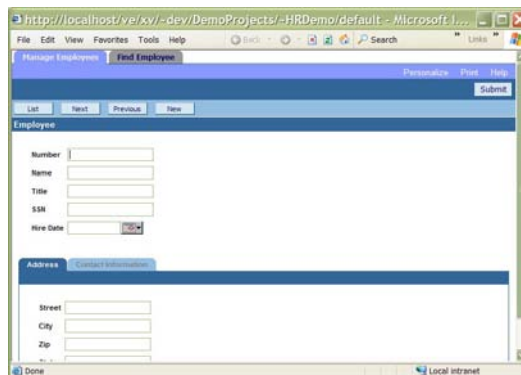 http://localhost/ve/xv/~dev/DemoProjects/~HRDemo/default - Microsoft I...
File Edit View Favorites Tools Help Back Search Links
Manage Employees Find Employee
Personalize Print Help
Submit
List Next Previous New
Employee
Number
Name
Title
SSN
Hire Date
Address Contact Information
Street
City
Zip
Done Local intranet